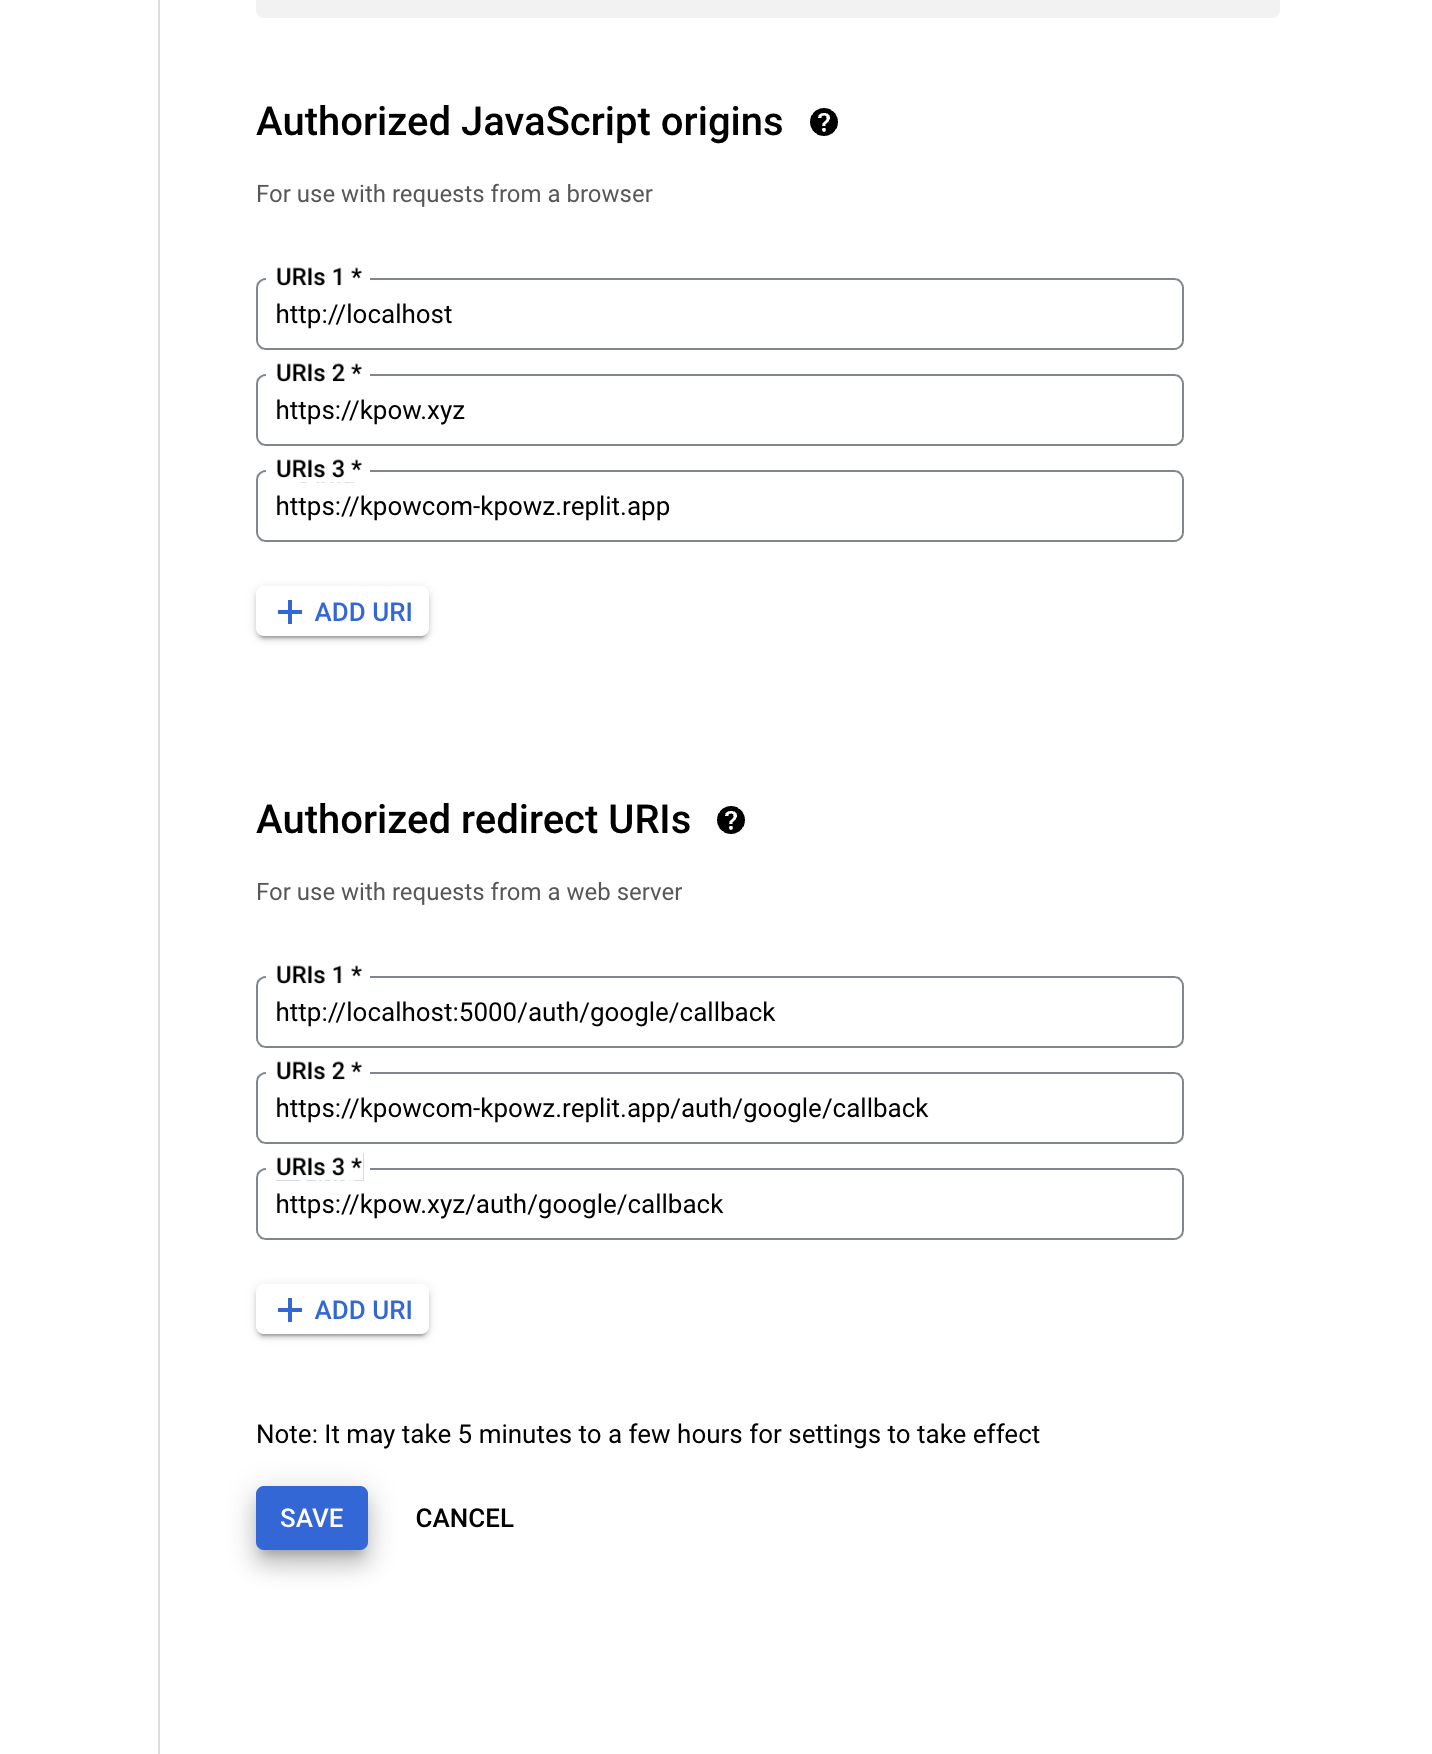 Authorized JavaScript origins
For use with requests from a browser
URIs 1 *
http://localhost
URIs 2 *
https://kpow.xyz
URIs 3 *
https://kpowcom-kpowz.replit.app
ADD URI
Authorized redirect URIs
For use with requests from a web server
URIs 1 *
http://localhost:5000/auth/google/callback
URIs 2 *
https://kpowcom-kpowz.replit.app/auth/google/callback
URIs 3 *
https://kpow.xyz/auth/google/callback
ADD URI
Note: It may take 5 minutes to a few hours for settings to take effect
SAVE CANCEL